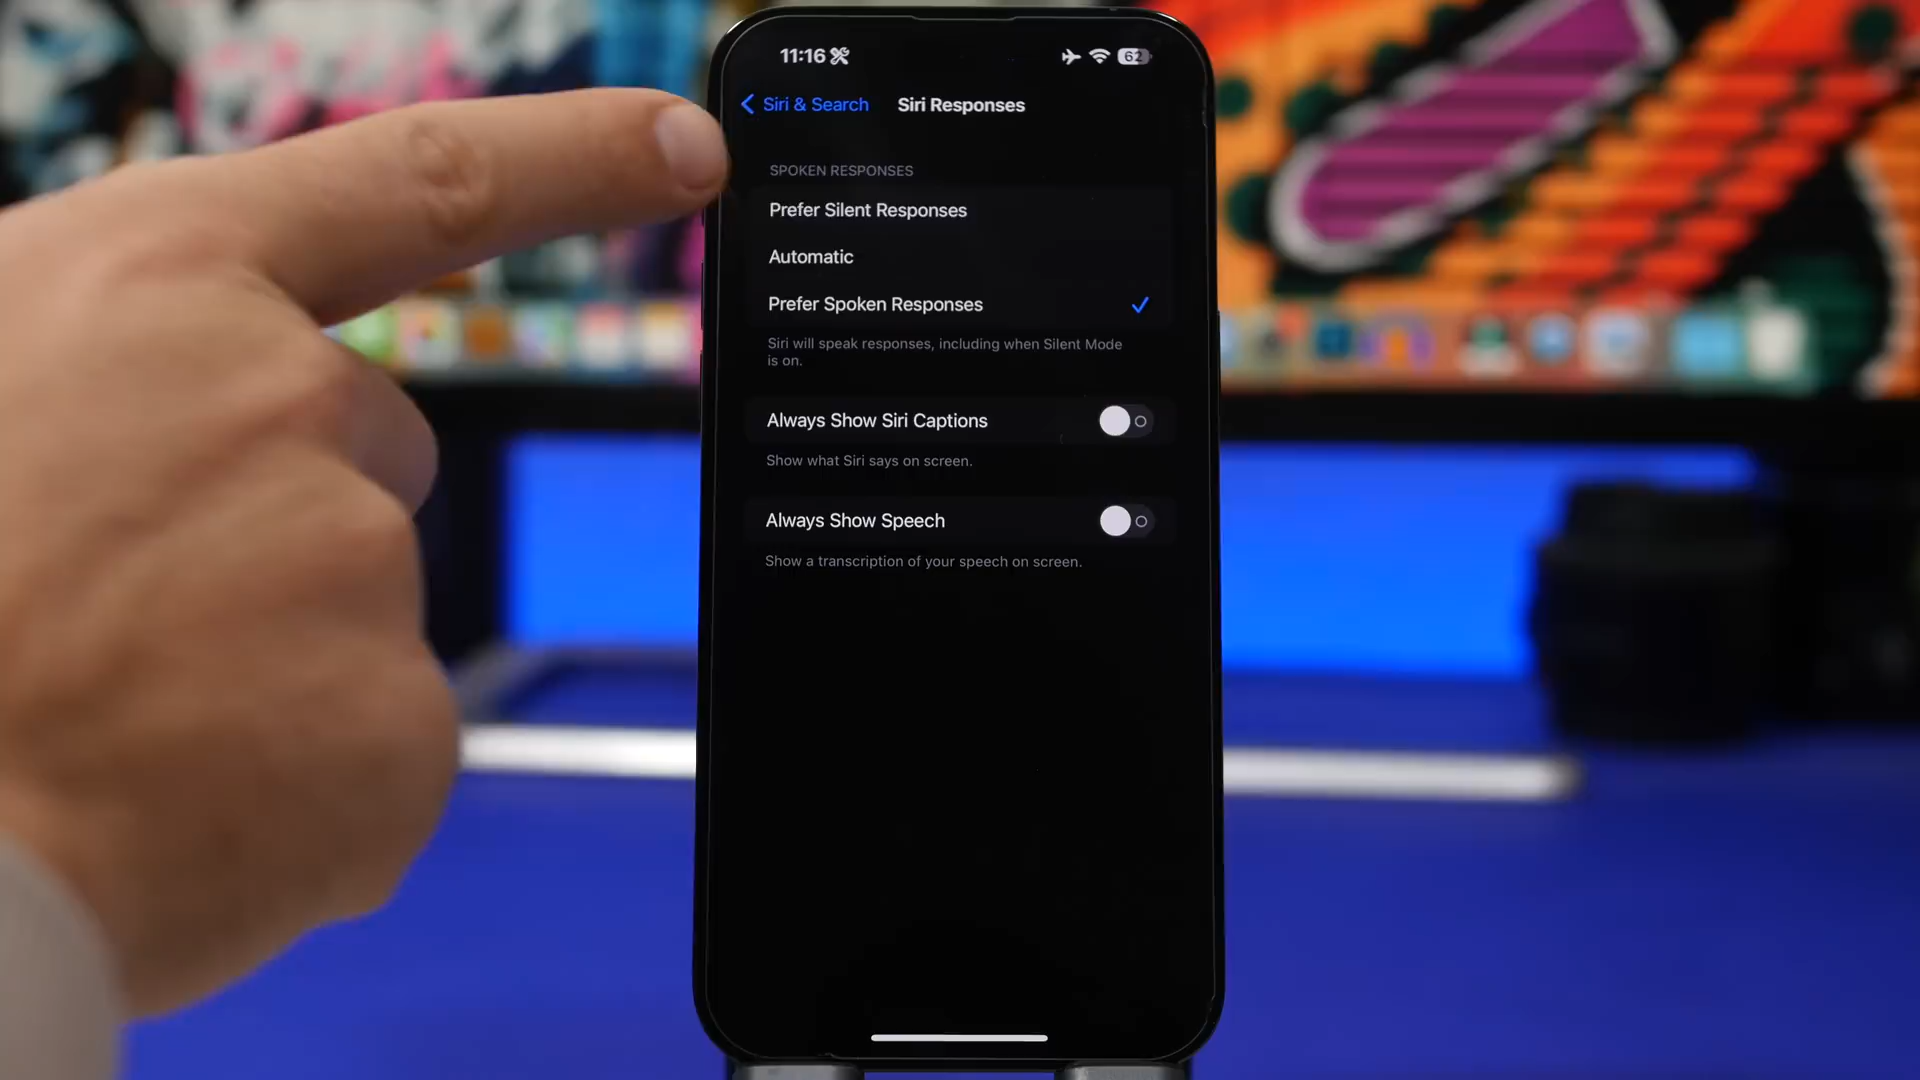 11:16
62
Siri & Search
Siri Responses
SPOKEN RESPONSES
Prefer Silent Responses
Automatic
Prefer Spoken Responses
Siri will speak responses, including when Silent Mode
is on.
Always Show Siri Captions
Show what Siri says on screen.
Always Show Speech
Show a transcription of your speech on screen.